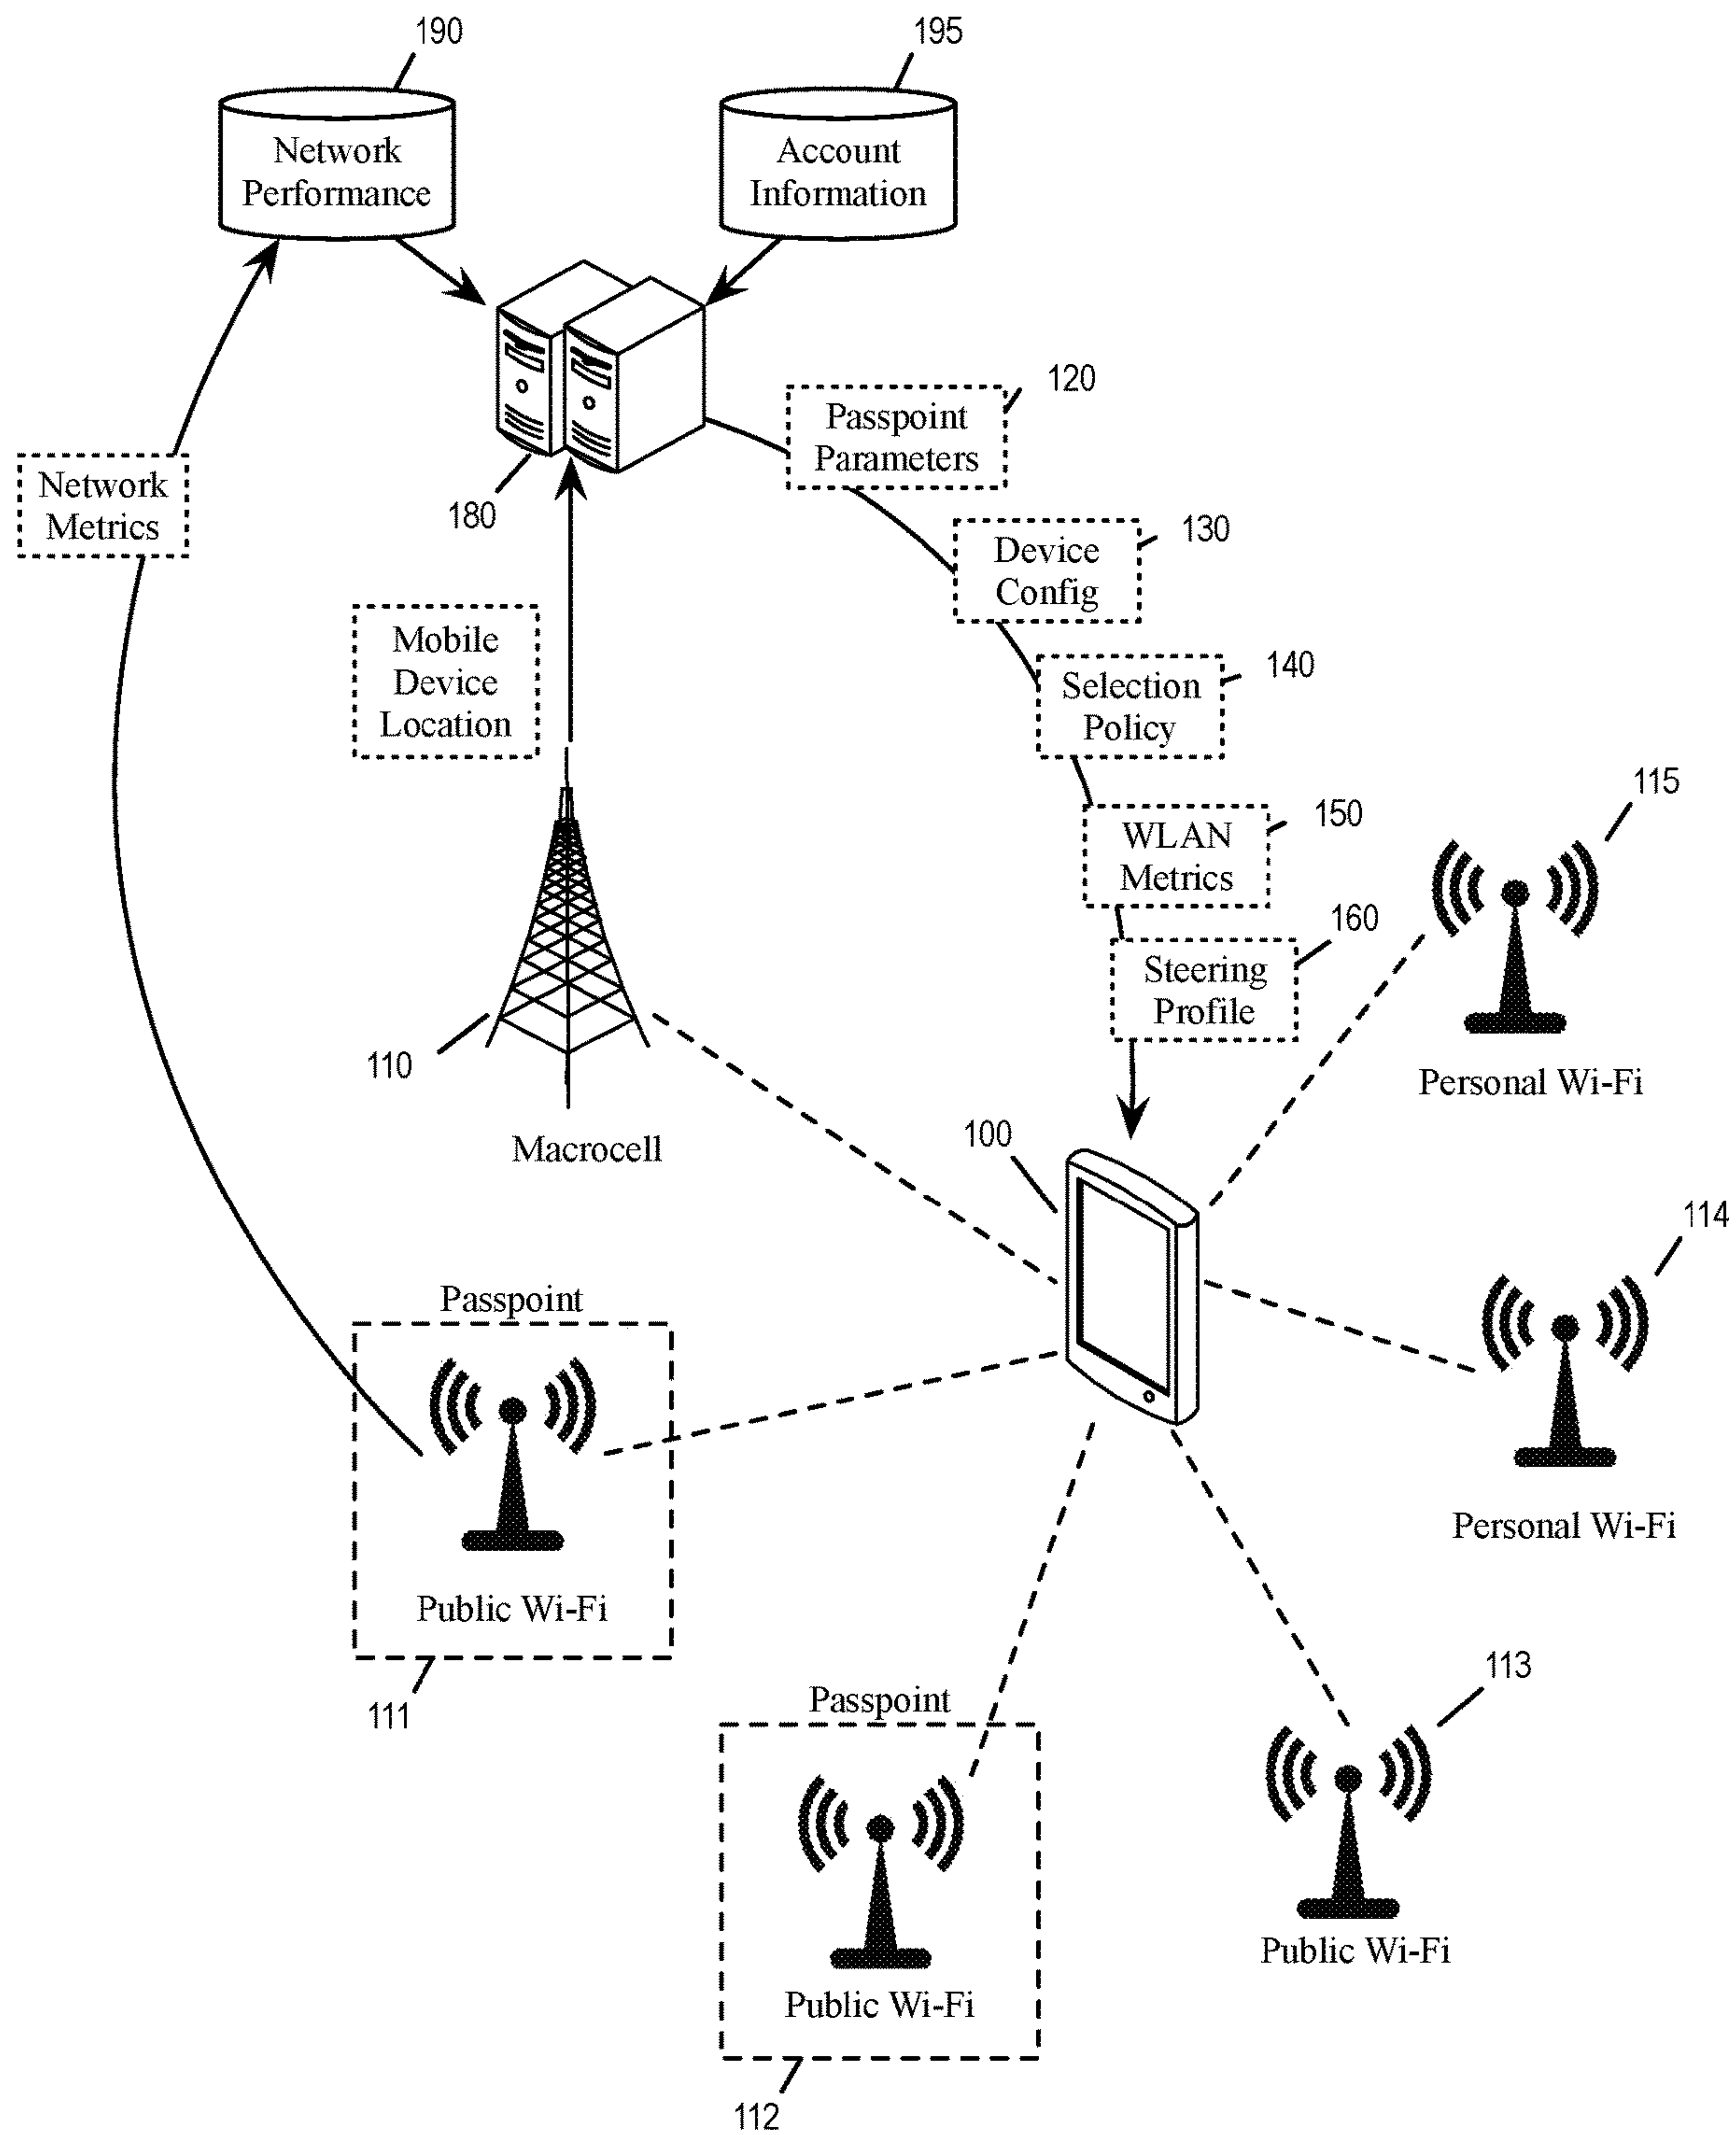 190
195
Network
Performance
Account
Information
120
Passpoint
Parameters
Network
Metrics
180
130
Device
Config
Mobile
Device
Location
140
Selection
Policy
115
150
WLAN
Metrics
160
Steering
Profile
110
Personal Wi-Fi
Macrocell
100
114
Passpoint
Personal Wi-Fi
Public Wi-Fi
111
113
Passpoint
Public Wi-Fi
Public Wi-Fi
112